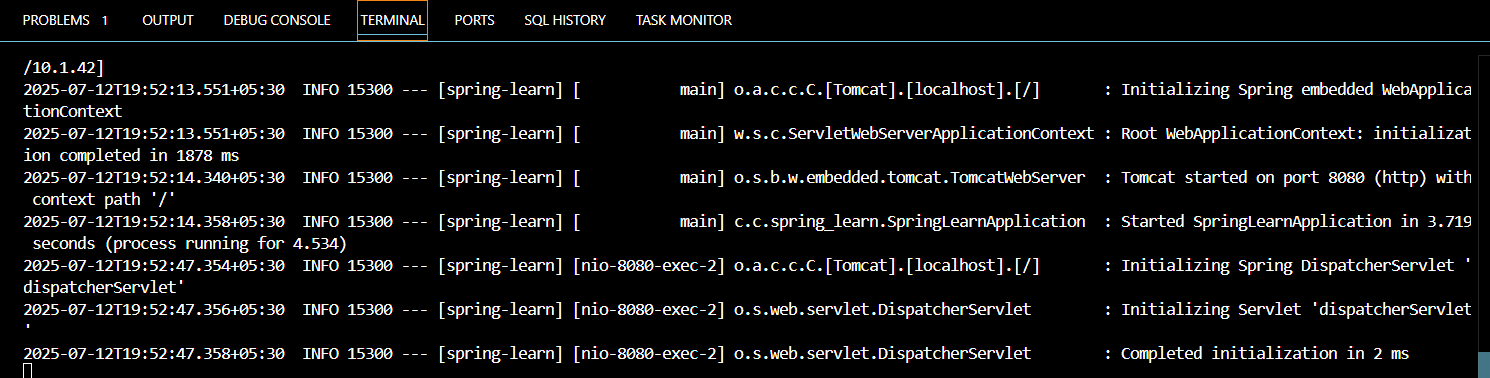 PROBLEMS 1 OUTPUT DEBUG CONSOLE TERMINAL PORTS SQL HISTORY TASK MONITOR
/10.1.42]
2025-07-12T19:52:13.551+05:30  INFO 15300 --- [spring-learn] [           main] o.a.c.c.C.[Tomcat].[localhost].[/]       : Initializing Spring embedded WebApplica
tionContext
2025-07-12T19:52:13.551+05:30  INFO 15300 --- [spring-learn] [           main] w.s.c.ServletWebServerApplicationContext : Root WebApplicationContext: initializat
ion completed in 1878 ms
2025-07-12T19:52:14.340+05:30  INFO 15300 --- [spring-learn] [           main] o.s.b.w.embedded.tomcat.TomcatWebServer  : Tomcat started on port 8080 (http) with
 context path '/'
2025-07-12T19:52:14.358+05:30  INFO 15300 --- [spring-learn] [           main] c.c.spring_learn.SpringLearnApplication  : Started SpringLearnApplication in 3.719
 seconds (process running for 4.534)
2025-07-12T19:52:47.354+05:30  INFO 15300 --- [spring-learn] [nio-8080-exec-2] o.a.c.c.C.[Tomcat].[localhost].[/]       : Initializing Spring DispatcherServlet '
dispatcherServlet'
2025-07-12T19:52:47.356+05:30  INFO 15300 --- [spring-learn] [nio-8080-exec-2] o.s.web.servlet.DispatcherServlet        : Initializing Servlet 'dispatcherServlet
'
2025-07-12T19:52:47.358+05:30  INFO 15300 --- [spring-learn] [nio-8080-exec-2] o.s.web.servlet.DispatcherServlet        : Completed initialization in 2 ms